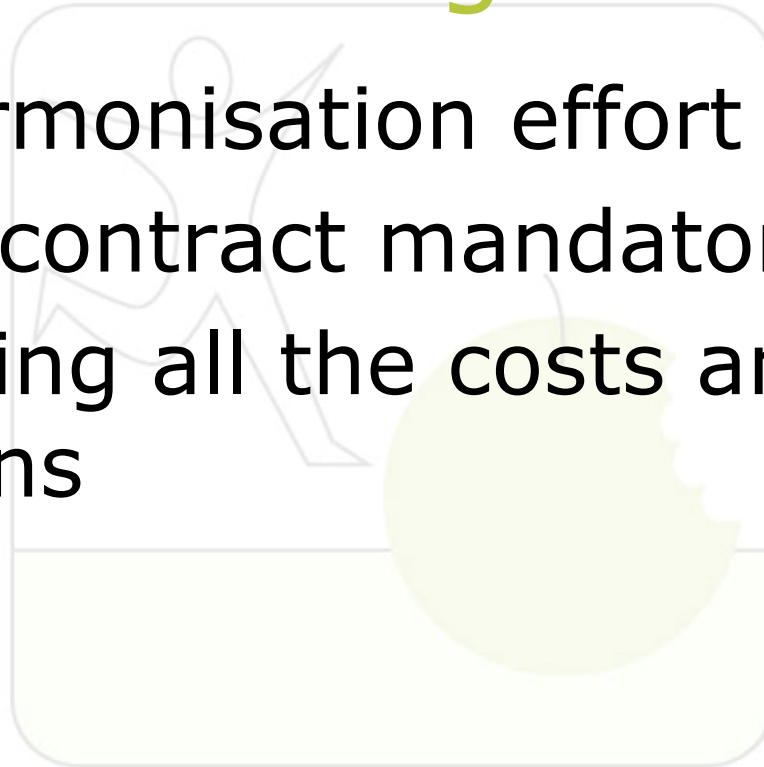 rmonisation effort
contract mandato
ing all the costs a
ns